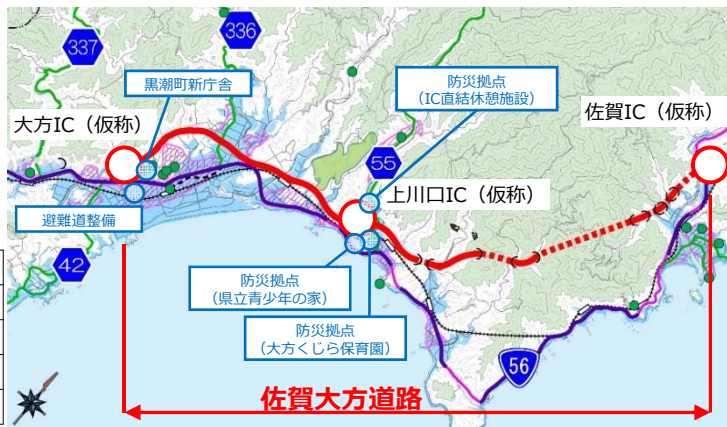 337
336
黒潮町新庁舎
防災拠点
（IC直結休憩施設）
大方IC（仮称）
佐賀IC（仮称）
55
上川口IC（仮称）
避難道整備
42
防災拠点
（県立青少年の家）
防災拠点
（大方くじら保育園）
56
佐賀大方道路